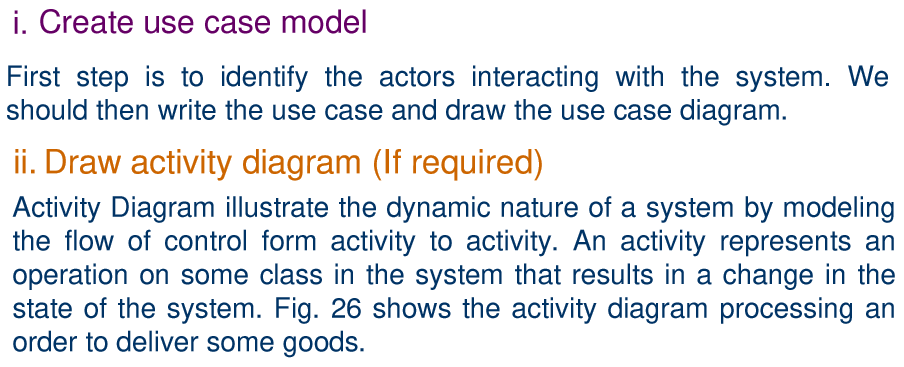 i. Create use case model
First step is to identify the actors interacting with the system. We
should then write the use case and draw the use case diagram.
ii. Draw activity diagram (If required)
Activity Diagram illustrate the dynamic nature of a system by modeling
the flow of control form activity to activity. An activity represents an
operation on some class in the system that results in a change in the
state of the system. Fig. 26 shows the activity diagram processing an
order to deliver some goods.